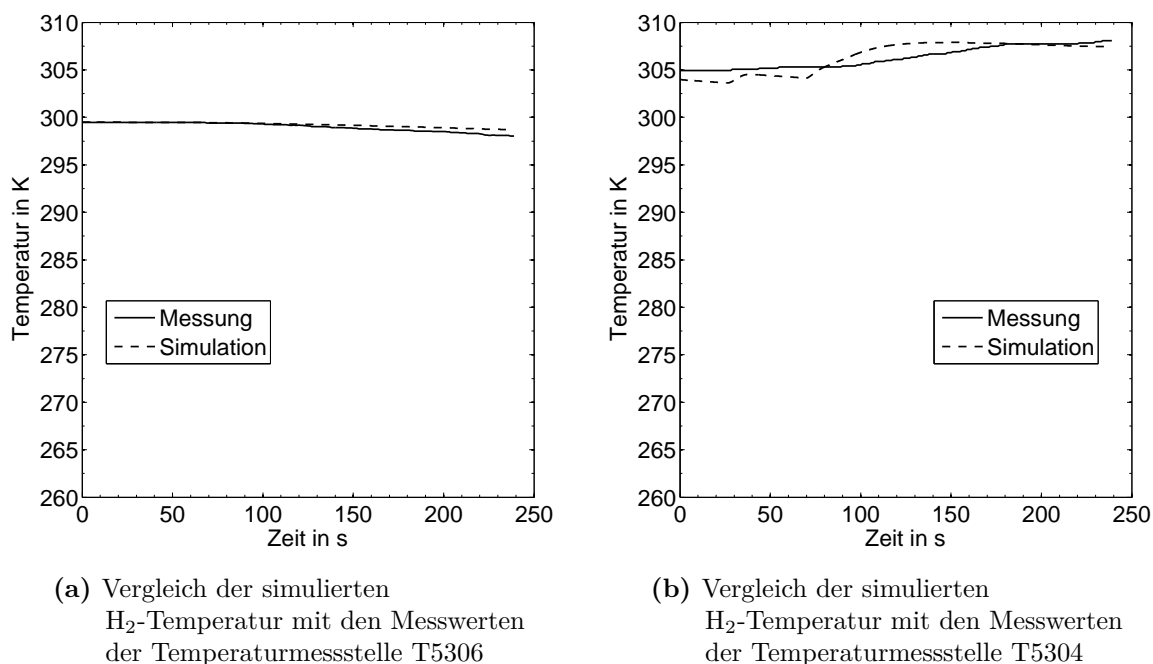 310
305
300
295
290
285
280
275
270
265
260
Temperatur in K
Messung
Simulation
0 50 100 150 200 250
Zeit in s
(a) Vergleich der simulierten
H₂-Temperatur mit den Messwerten
der Temperaturmessstelle T5306
310
305
300
295
290
285
280
275
270
265
260
Temperatur in K
Messung
Simulation
0 50 100 150 200 250
Zeit in s
(b) Vergleich der simulierten
H₂-Temperatur mit den Messwerten
der Temperaturmessstelle T5304